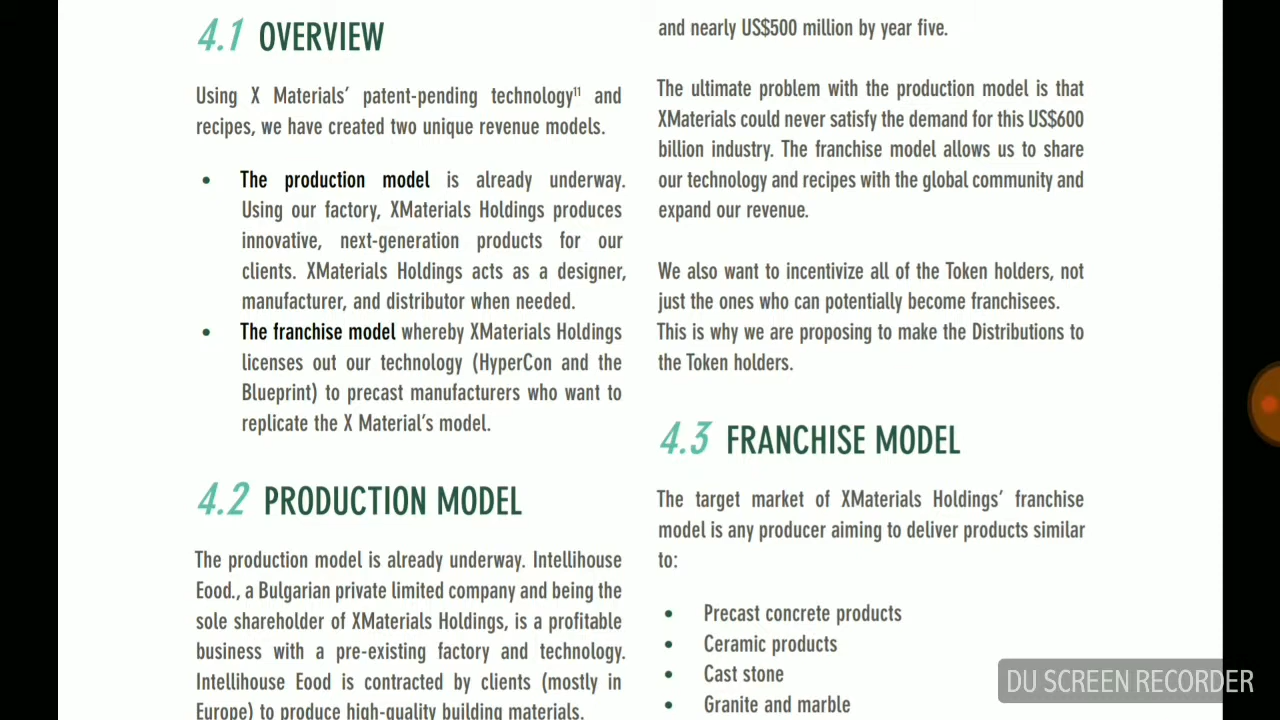 4.1 OVERVIEW
Using X Materials’ patent-pending technology¹¹ and
recipes, we have created two unique revenue models.
• The production model is already underway.
Using our factory, XMaterials Holdings produces
innovative, next-generation products for our
clients. XMaterials Holdings acts as a designer,
manufacturer, and distributor when needed.
• The franchise model whereby XMaterials Holdings
licenses out our technology (HyperCon and the
Blueprint) to precast manufacturers who want to
replicate the X Material’s model.
4.2 PRODUCTION MODEL
The production model is already underway. Intellihouse
Eood., a Bulgarian private limited company and being the
sole shareholder of XMaterials Holdings, is a profitable
business with a pre-existing factory and technology.
Intellihouse Eood is contracted by clients (mostly in
Europe) to produce high-quality building materials.
and nearly US$500 million by year five.
The ultimate problem with the production model is that
XMaterials could never satisfy the demand for this US$600
billion industry. The franchise model allows us to share
our technology and recipes with the global community and
expand our revenue.
We also want to incentivize all of the Token holders, not
just the ones who can potentially become franchisees.
This is why we are proposing to make the Distributions to
the Token holders.
4.3 FRANCHISE MODEL
The target market of XMaterials Holdings’ franchise
model is any producer aiming to deliver products similar
to:
• Precast concrete products
• Ceramic products
• Cast stone
• Granite and marble
DU SCREEN RECORDER